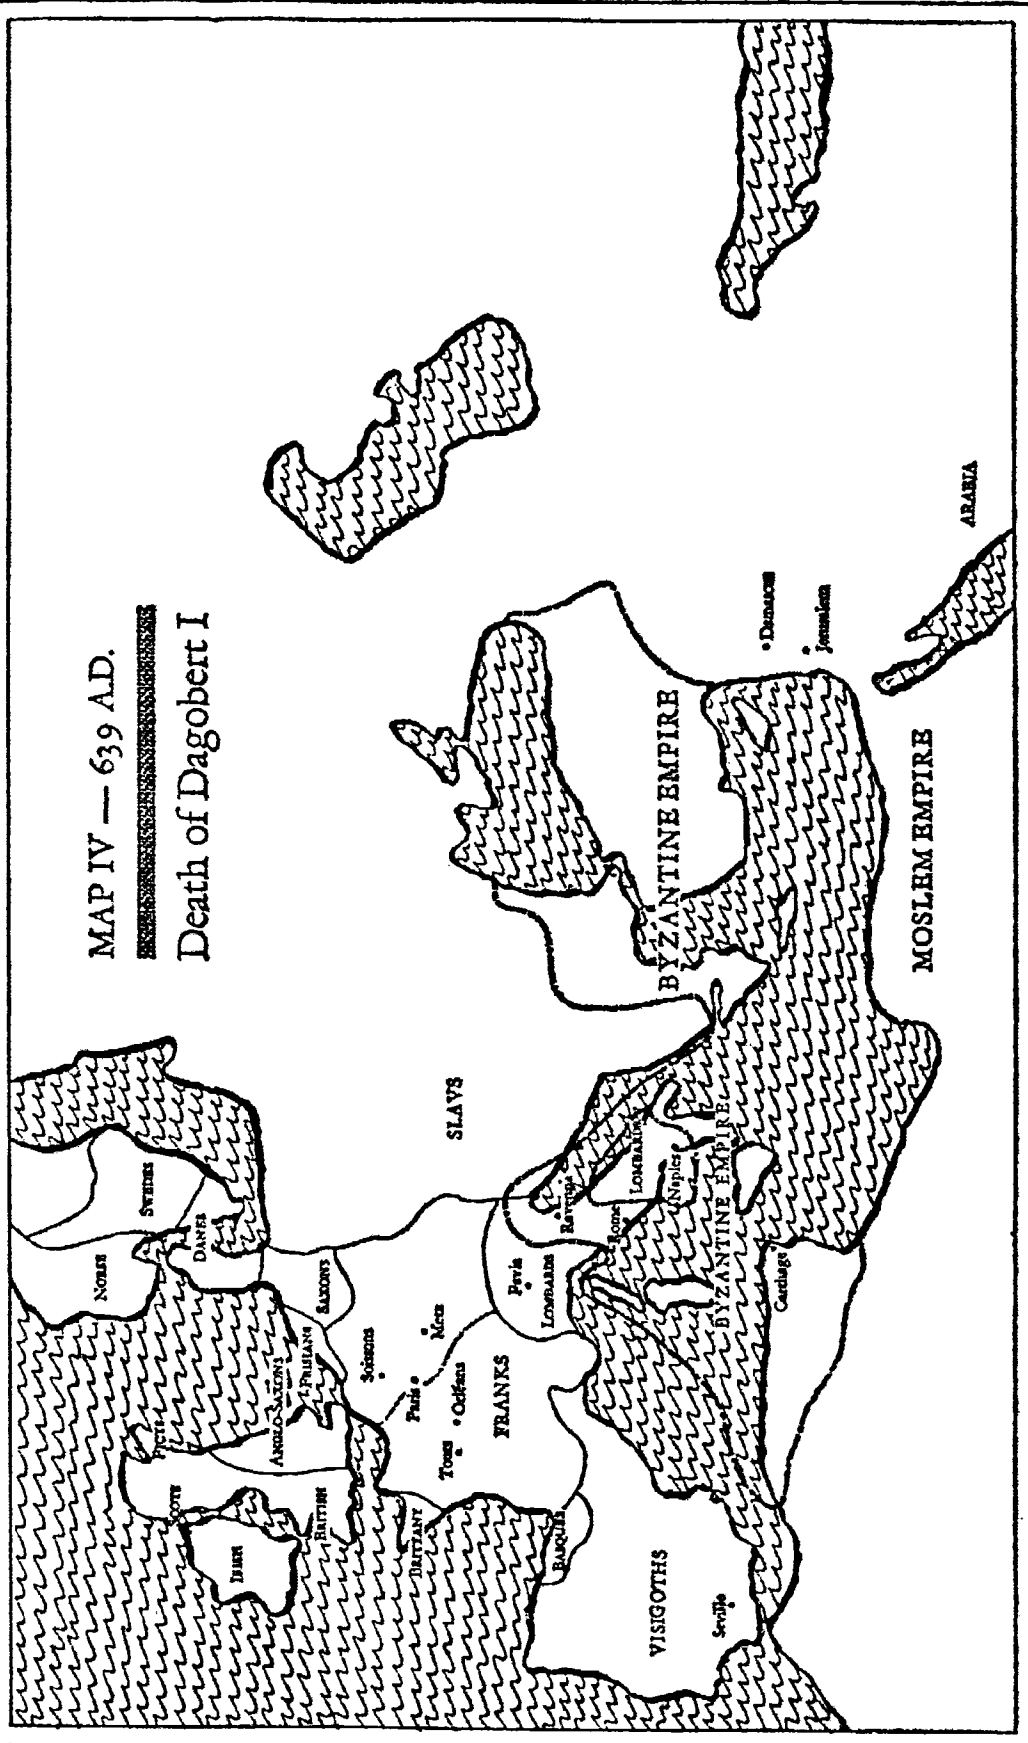 MAP IV — 639 A.D.
Death of Dagobert I
NORSE
SWEDES
DANES
PICTS
SCOTS
IRISH
ANGLO-SAXONS
BRITISH
FRISIANS
SAXONS
SLAVS
BRITTANY
Soissons
Paris
Metz
Tours
Orléans
FRANKS
BASQUES
VISIGOTHS
Seville
Pavia
LOMBARDS
Ravenna
Rome
LOMBARDS
Naples
BYZANTINE EMPIRE
BYZANTINE EMPIRE
Carthage
Damascus
Jerusalem
MOSLEM EMPIRE
ARABIA